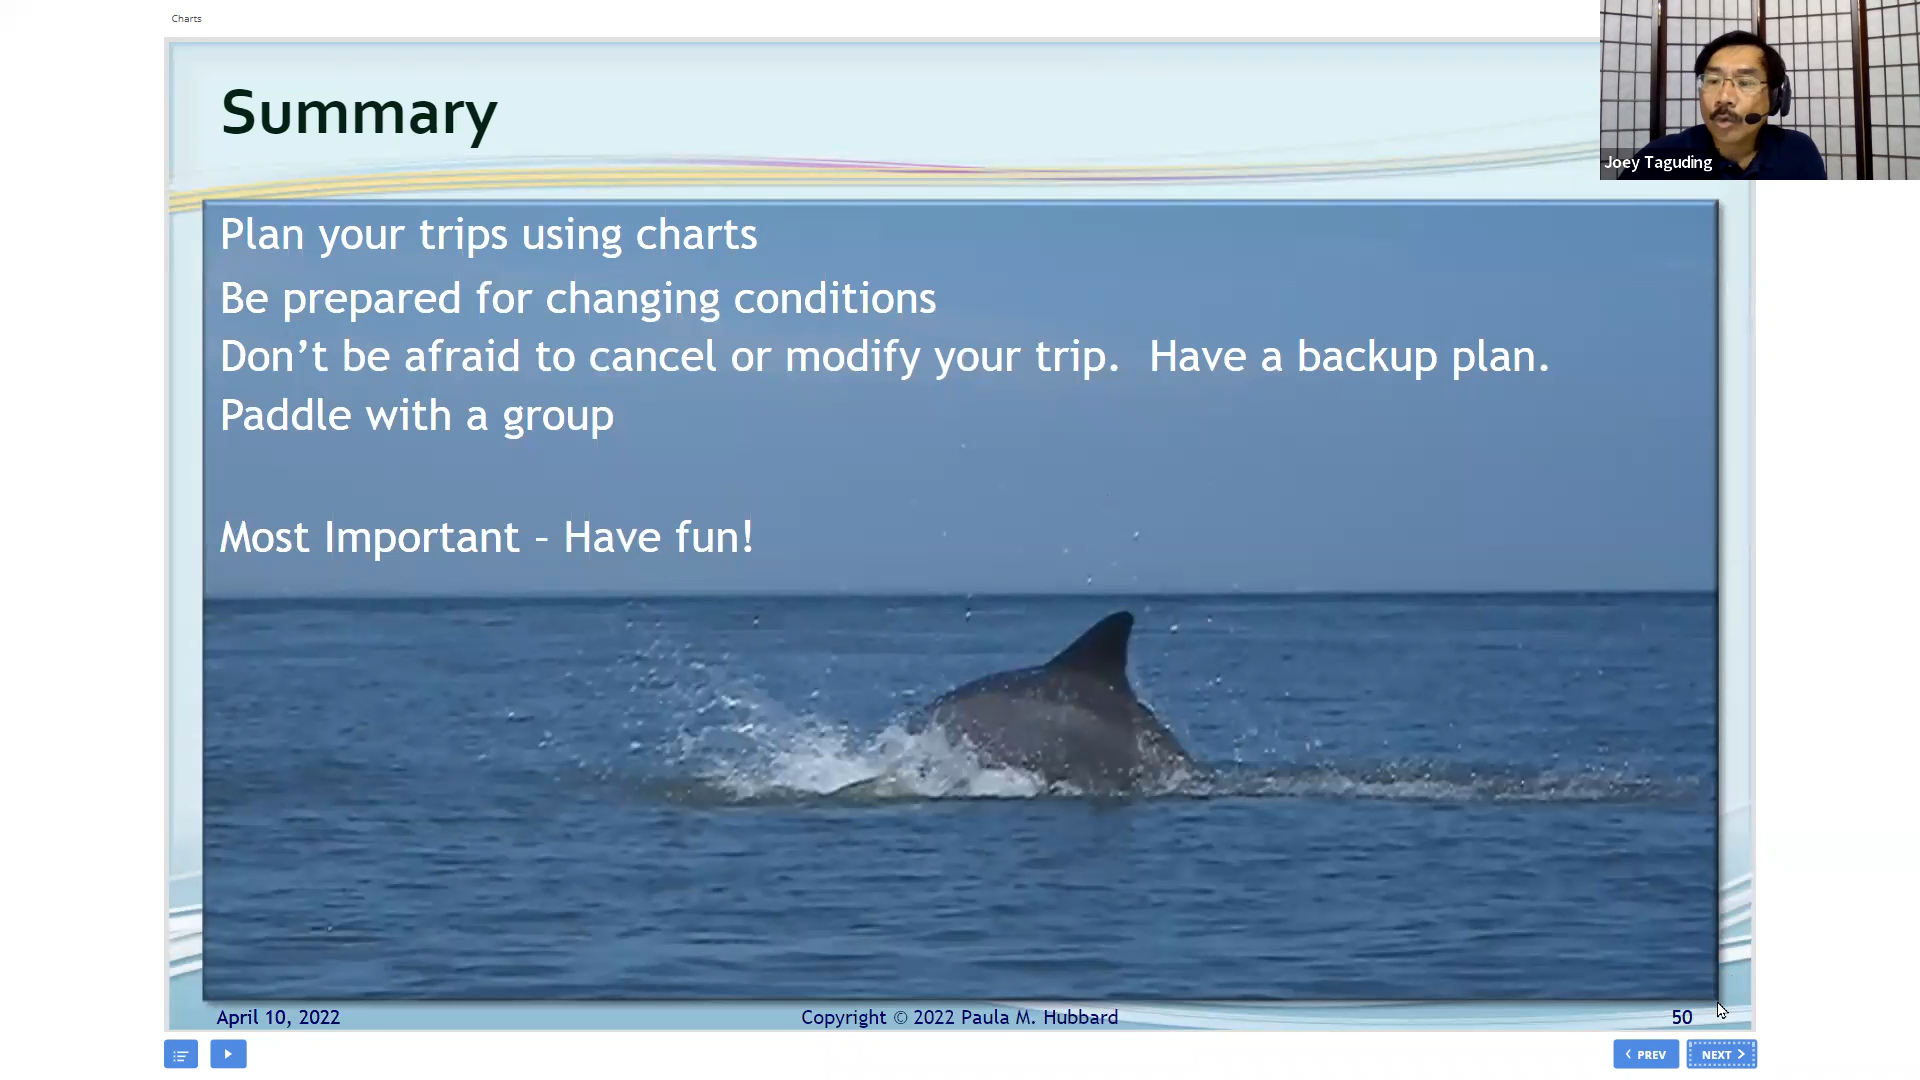 Charts
Summary
Joey Taguding
Plan your trips using charts
Be prepared for changing conditions
Don’t be afraid to cancel or modify your trip.  Have a backup plan.
Paddle with a group
Most Important – Have fun!
April 10, 2022
Copyright © 2022 Paula M. Hubbard
50
PREV
NEXT